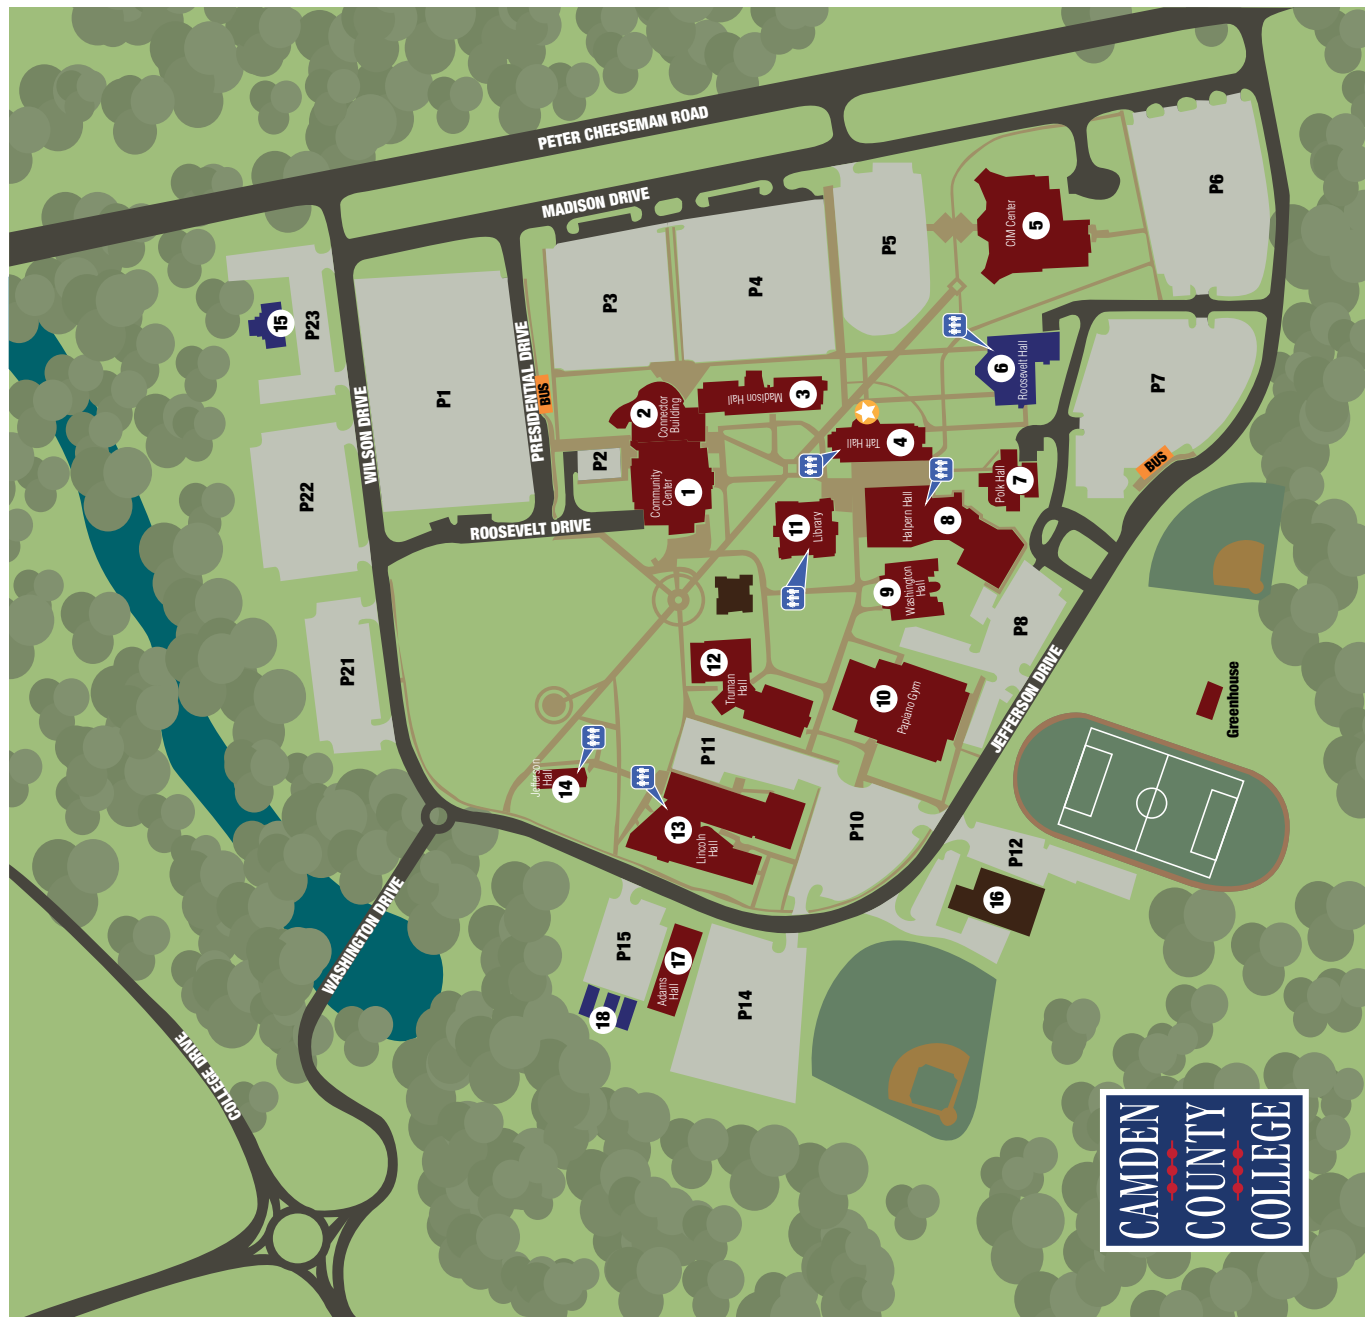 PETER CHEESEMAN ROAD
MADISON DRIVE
P6
CIM Center
5
P5
P4
P3
P23
15
PRESIDENTIAL DRIVE
BUS
P1
WILSON DRIVE
6
Roosevelt Hall
P7
BUS
2
Connector
Building
Madison Hall
3
Taft Hall
4
P2
Community
Center
1
Polk Hall
7
P22
ROOSEVELT DRIVE
11
Library
Halpern Hall
8
9
Washington
Hall
P8
P21
12
Truman
Hall
10
Papiano Gym
JEFFERSON DRIVE
Greenhouse
P11
Jefferson
Hall
14
13
Lincoln
Hall
P10
P12
16
WASHINGTON DRIVE
P15
17
Adams
Hall
18
P14
COLLEGE DRIVE
CAMDEN
COUNTY
COLLEGE